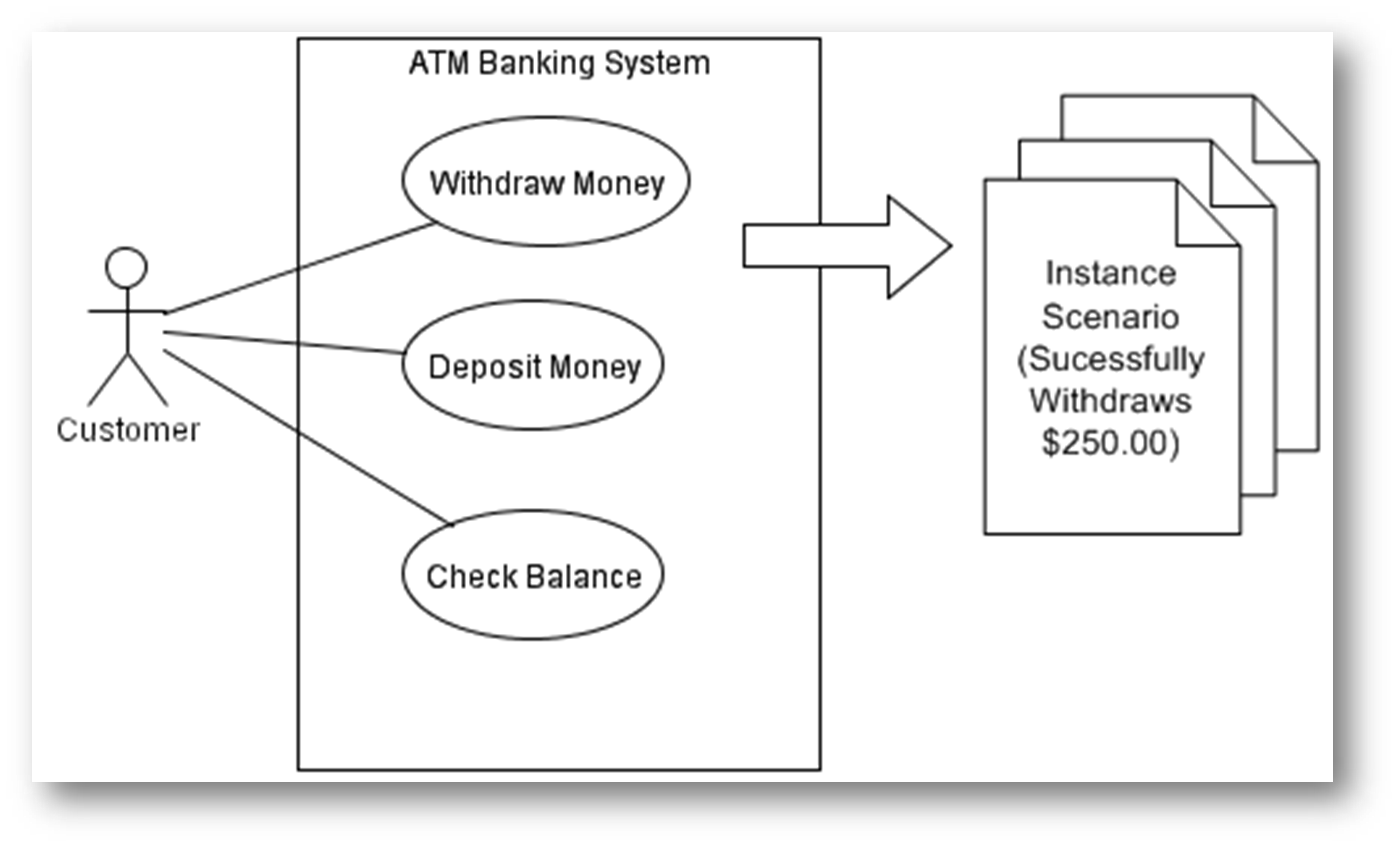 ATM Banking System
Withdraw Money
Deposit Money
Check Balance
Customer
Instance
Scenario
(Sucessfully
Withdraws
$250.00)